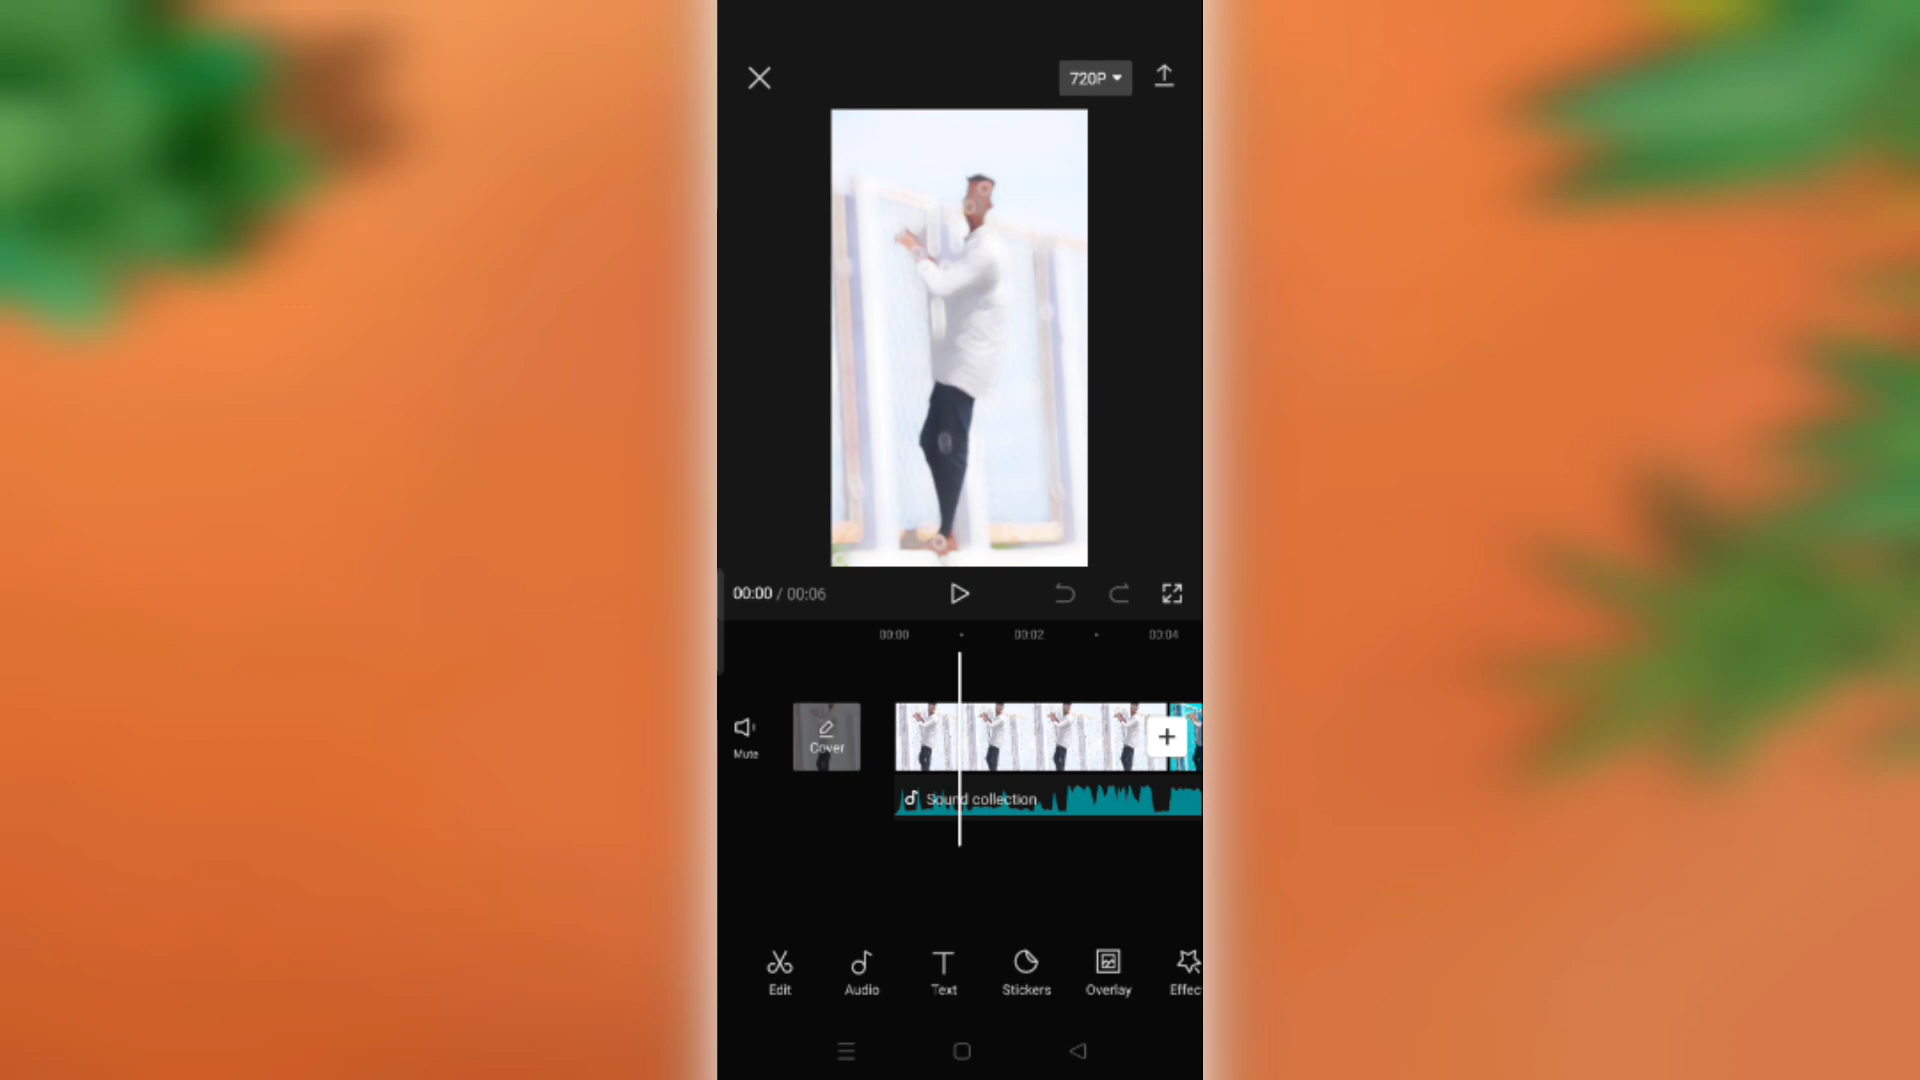 720P
00:00 / 00:06
00:00 00:02 00:04
Mute
Cover
Sound collection
Edit Audio Text Stickers Overlay Effec